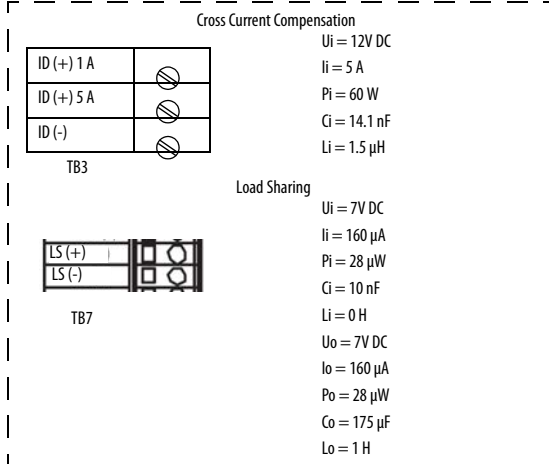 Cross Current Compensation
Ui = 12V DC
Ii = 5 A
Pi = 60 W
Ci = 14.1 nF
Li = 1.5 µH
ID (+) 1 A
ID (+) 5 A
ID (-)
TB3
Load Sharing
Ui = 7V DC
Ii = 160 µA
Pi = 28 µW
Ci = 10 nF
Li = 0 H
Uo = 7V DC
Io = 160 µA
Po = 28 µW
Co = 175 µF
Lo = 1 H
LS (+)
LS (-)
TB7